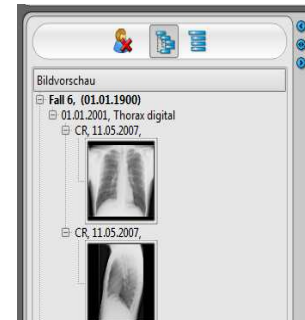 Bildvorschau
Fall 6, (01.01.1900)
01.01.2001, Thorax digital
CR, 11.05.2007,
CR, 11.05.2007,